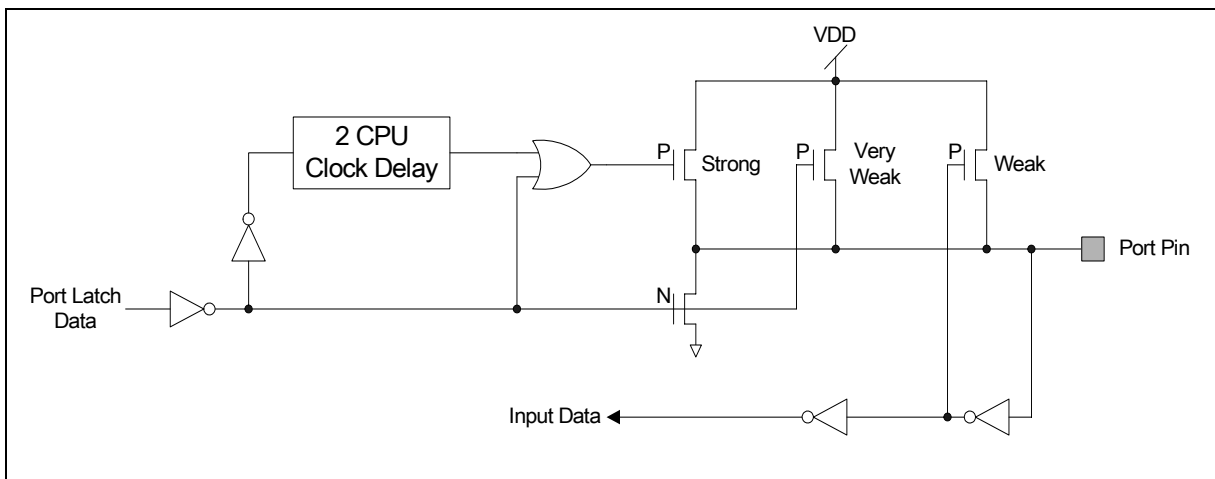 VDD
2 CPU
Clock Delay
P
Strong
P
Very
Weak
P
Weak
Port Pin
Port Latch
Data
N
Input Data